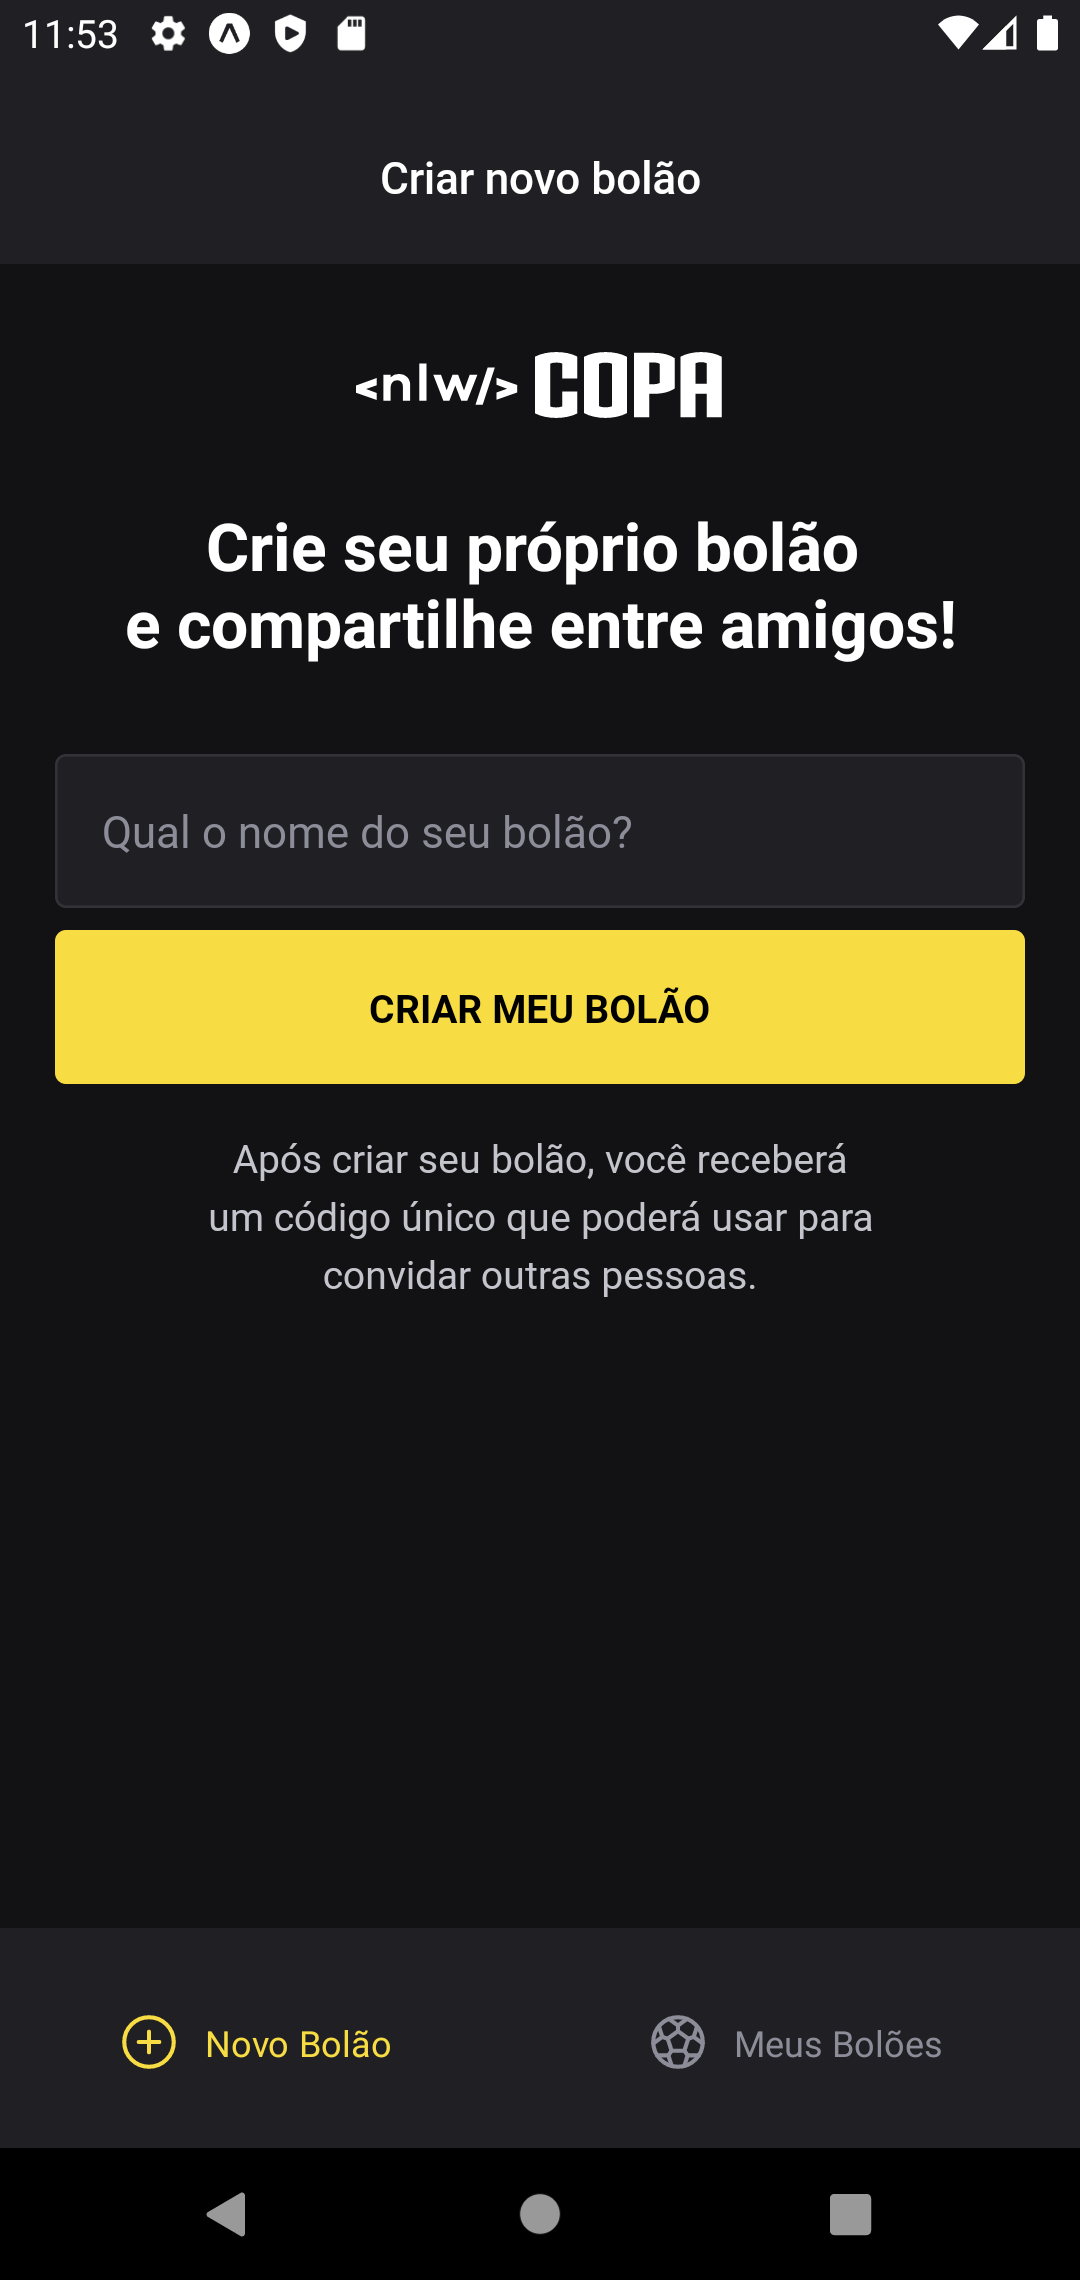 11:53
Criar novo bolão
<nlw/> COPA
Crie seu próprio bolão
e compartilhe entre amigos!
Qual o nome do seu bolão?
CRIAR MEU BOLÃO
Após criar seu bolão, você receberá
um código único que poderá usar para
convidar outras pessoas.
Novo Bolão
Meus Bolões